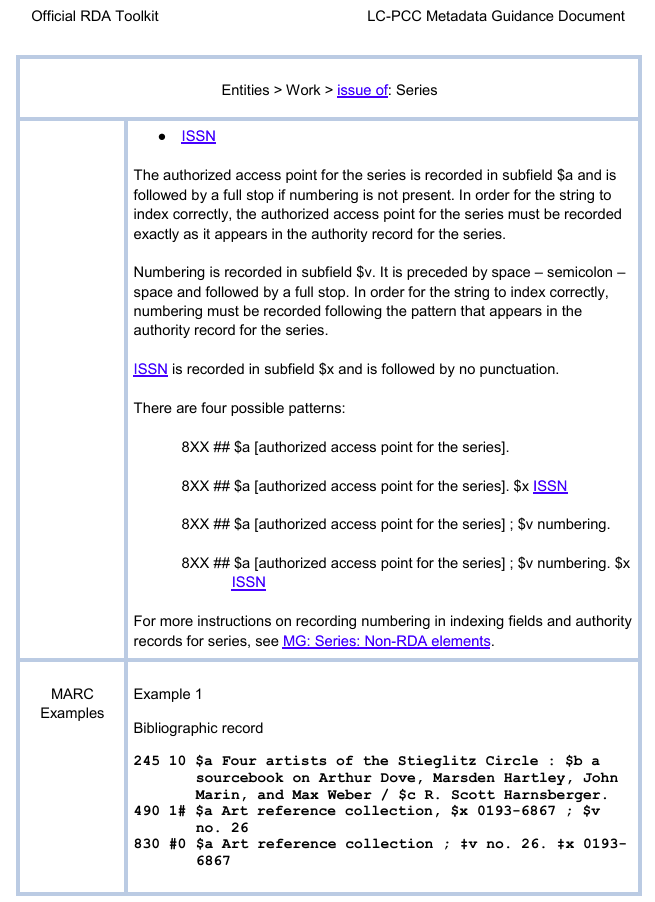 Official RDA Toolkit LC-PCC Metadata Guidance Document
Entities > Work > issue of: Series
● ISSN
The authorized access point for the series is recorded in subfield $a and is
followed by a full stop if numbering is not present. In order for the string to
index correctly, the authorized access point for the series must be recorded
exactly as it appears in the authority record for the series.
Numbering is recorded in subfield $v. It is preceded by space – semicolon –
space and followed by a full stop. In order for the string to index correctly,
numbering must be recorded following the pattern that appears in the
authority record for the series.
ISSN is recorded in subfield $x and is followed by no punctuation.
There are four possible patterns:
8XX ## $a [authorized access point for the series].
8XX ## $a [authorized access point for the series]. $x ISSN
8XX ## $a [authorized access point for the series] ; $v numbering.
8XX ## $a [authorized access point for the series] ; $v numbering. $x
ISSN
For more instructions on recording numbering in indexing fields and authority
records for series, see MG: Series: Non-RDA elements.
MARC
Examples
Example 1
Bibliographic record
245 10 $a Four artists of the Stieglitz Circle : $b a
sourcebook on Arthur Dove, Marsden Hartley, John
Marin, and Max Weber / $c R. Scott Harnsberger.
490 1# $a Art reference collection, $x 0193-6867 ; $v
no. 26
830 #0 $a Art reference collection ; ‡v no. 26. ‡x 0193-
6867